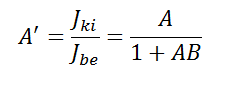 A′ = J_ki / J_be = A / (1 + AB)